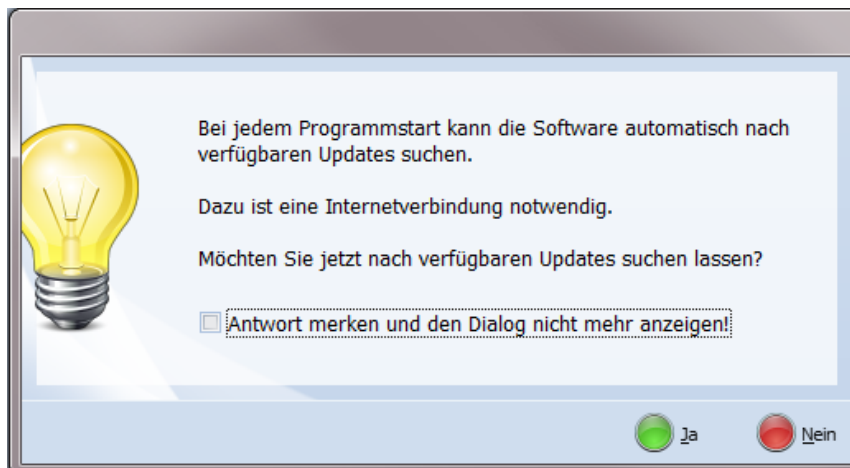 Bei jedem Programmstart kann die Software automatisch nach
verfügbaren Updates suchen.
Dazu ist eine Internetverbindung notwendig.
Möchten Sie jetzt nach verfügbaren Updates suchen lassen?
Antwort merken und den Dialog nicht mehr anzeigen!
Ja Nein